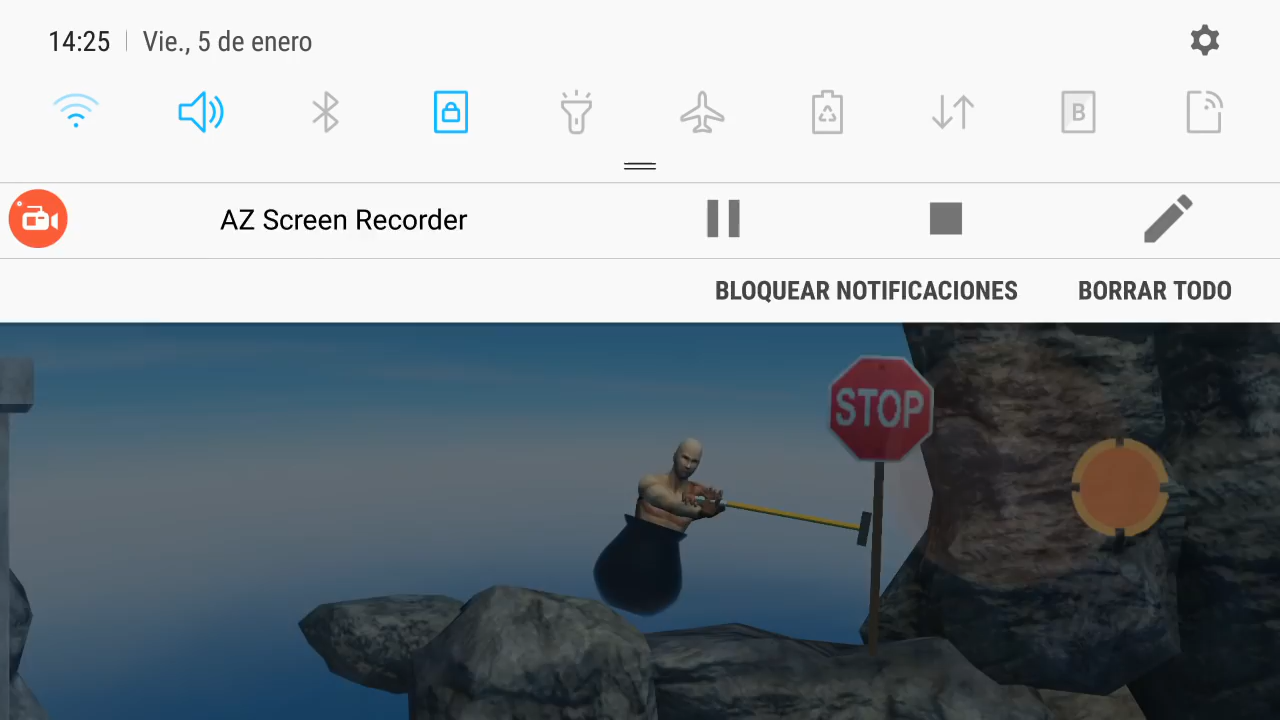 14:25 Vie., 5 de enero
B
AZ Screen Recorder
BLOQUEAR NOTIFICACIONES BORRAR TODO
STOP